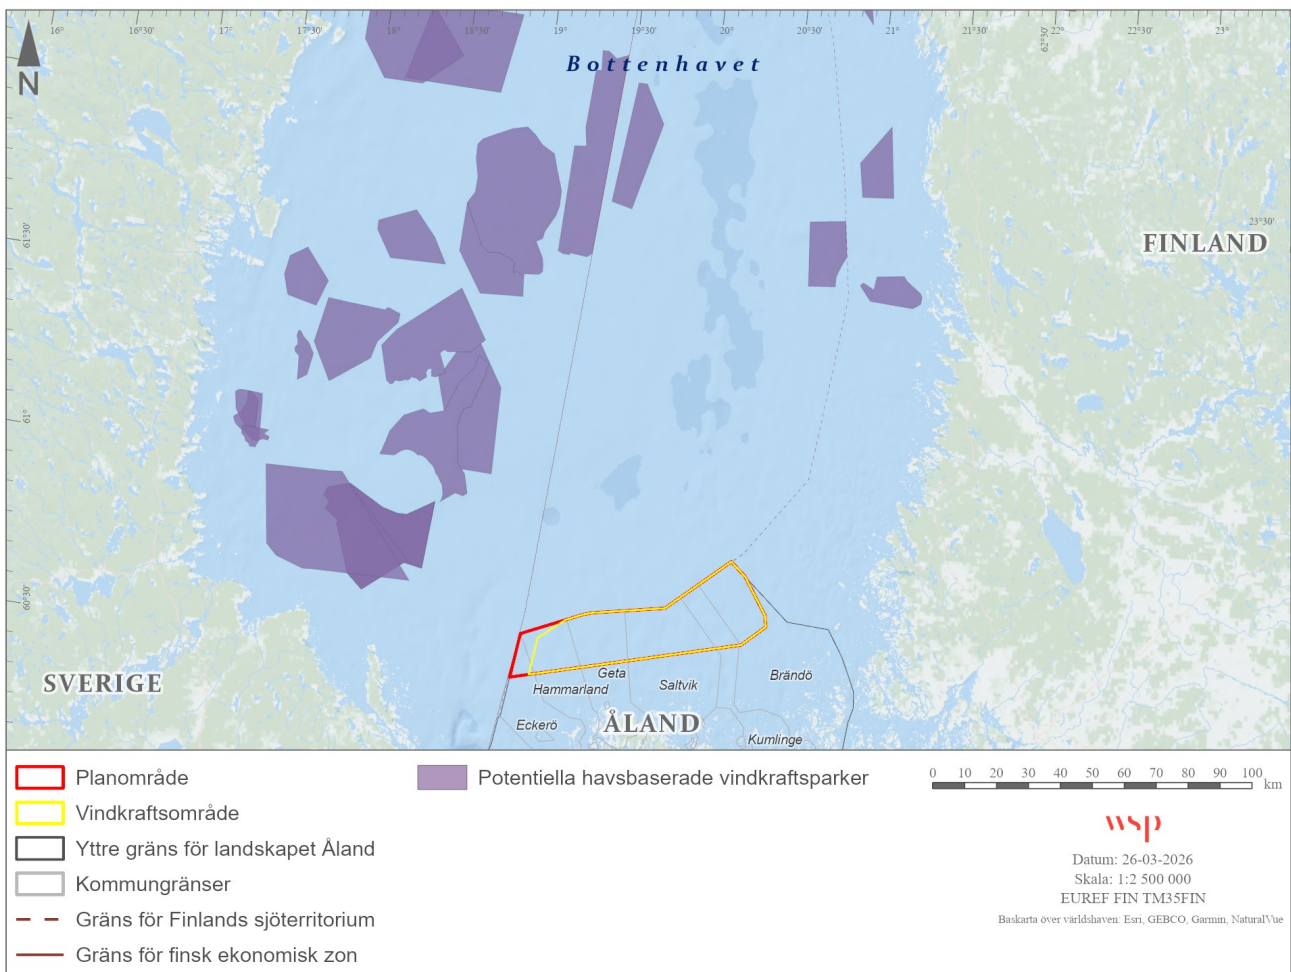 16°
17°
18°
18°30'
19°
19°30'
20°
20°30'
21°
21°30'
62°30'
22°
22°30'
23°
N
Bottenhavet
61°30'
23°30'
FINLAND
61°
60°30'
SVERIGE
Geta
Hammarland
Saltvik
Brändö
Eckerö
ÅLAND
Kumlinge
Planområde
Vindkraftsområde
Yttre gräns för landskapet Åland
Kommungränser
Gräns för Finlands sjöterritorium
Gräns för finsk ekonomisk zon
Potentiella havsbaserade vindkraftsparker
0 10 20 30 40 50 60 70 80 90 100
km
wsp
Datum: 26-03-2026
Skala: 1:2 500 000
EUREF FIN TM35FIN
Baskarta över världshaven: Esri, GEBCO, Garmin, NaturalVue